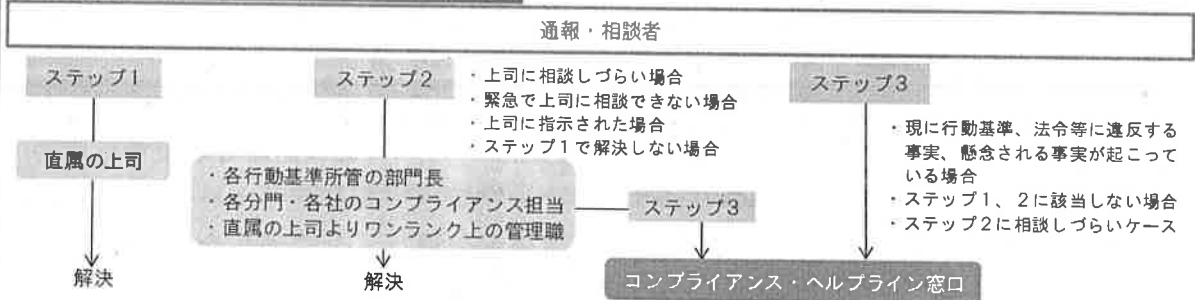 通報・相談者
ステップ1
直属の上司
解決
ステップ2
・上司に相談しづらい場合
・緊急で上司に相談できない場合
・上司に指示された場合
・ステップ1で解決しない場合
・各行動基準所管の部門長
・各分門・各社のコンプライアンス担当
・直属の上司よりワンランク上の管理職
解決
ステップ3
ステップ3
・現に行動基準、法令等に違反する
事実、懸念される事実が起こって
いる場合
・ステップ1、2に該当しない場合
・ステップ2に相談しづらいケース
コンプライアンス・ヘルプライン窓口